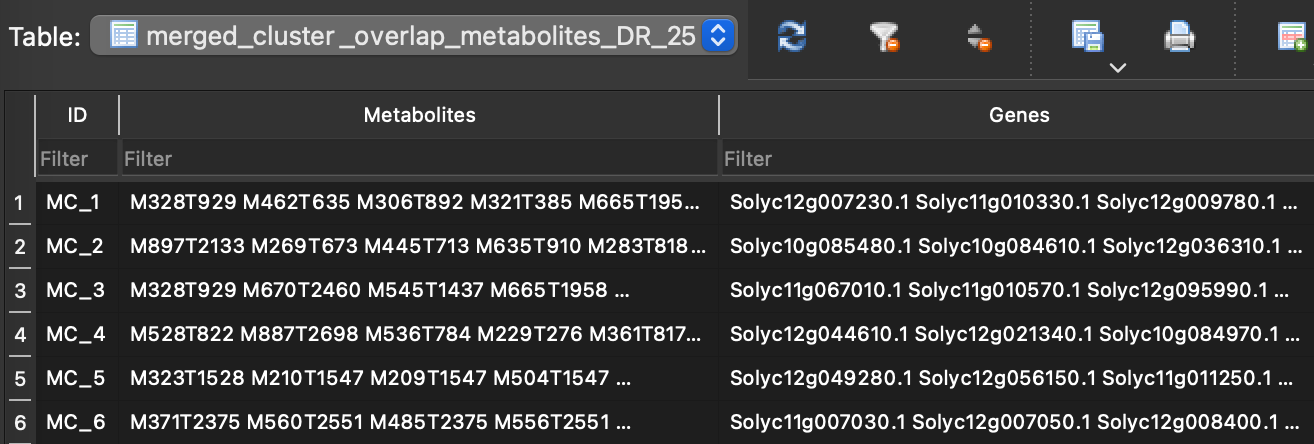 Table: merged_cluster_overlap_metabolites_DR_25
ID Metabolites Genes
Filter Filter Filter
1 MC_1 M328T929 M462T635 M306T892 M321T385 M665T195... Solyc12g007230.1 Solyc11g010330.1 Solyc12g009780.1 ...
2 MC_2 M897T2133 M269T673 M445T713 M635T910 M283T818... Solyc10g085480.1 Solyc10g084610.1 Solyc12g036310.1 ...
3 MC_3 M328T929 M670T2460 M545T1437 M665T1958 ... Solyc11g067010.1 Solyc11g010570.1 Solyc12g095990.1 ...
4 MC_4 M528T822 M887T2698 M536T784 M229T276 M361T817... Solyc12g044610.1 Solyc12g021340.1 Solyc10g084970.1 ...
5 MC_5 M323T1528 M210T1547 M209T1547 M504T1547 ... Solyc12g049280.1 Solyc12g056150.1 Solyc11g011250.1 ...
6 MC_6 M371T2375 M560T2551 M485T2375 M556T2551 ... Solyc11g007030.1 Solyc12g007050.1 Solyc12g008400.1 ...